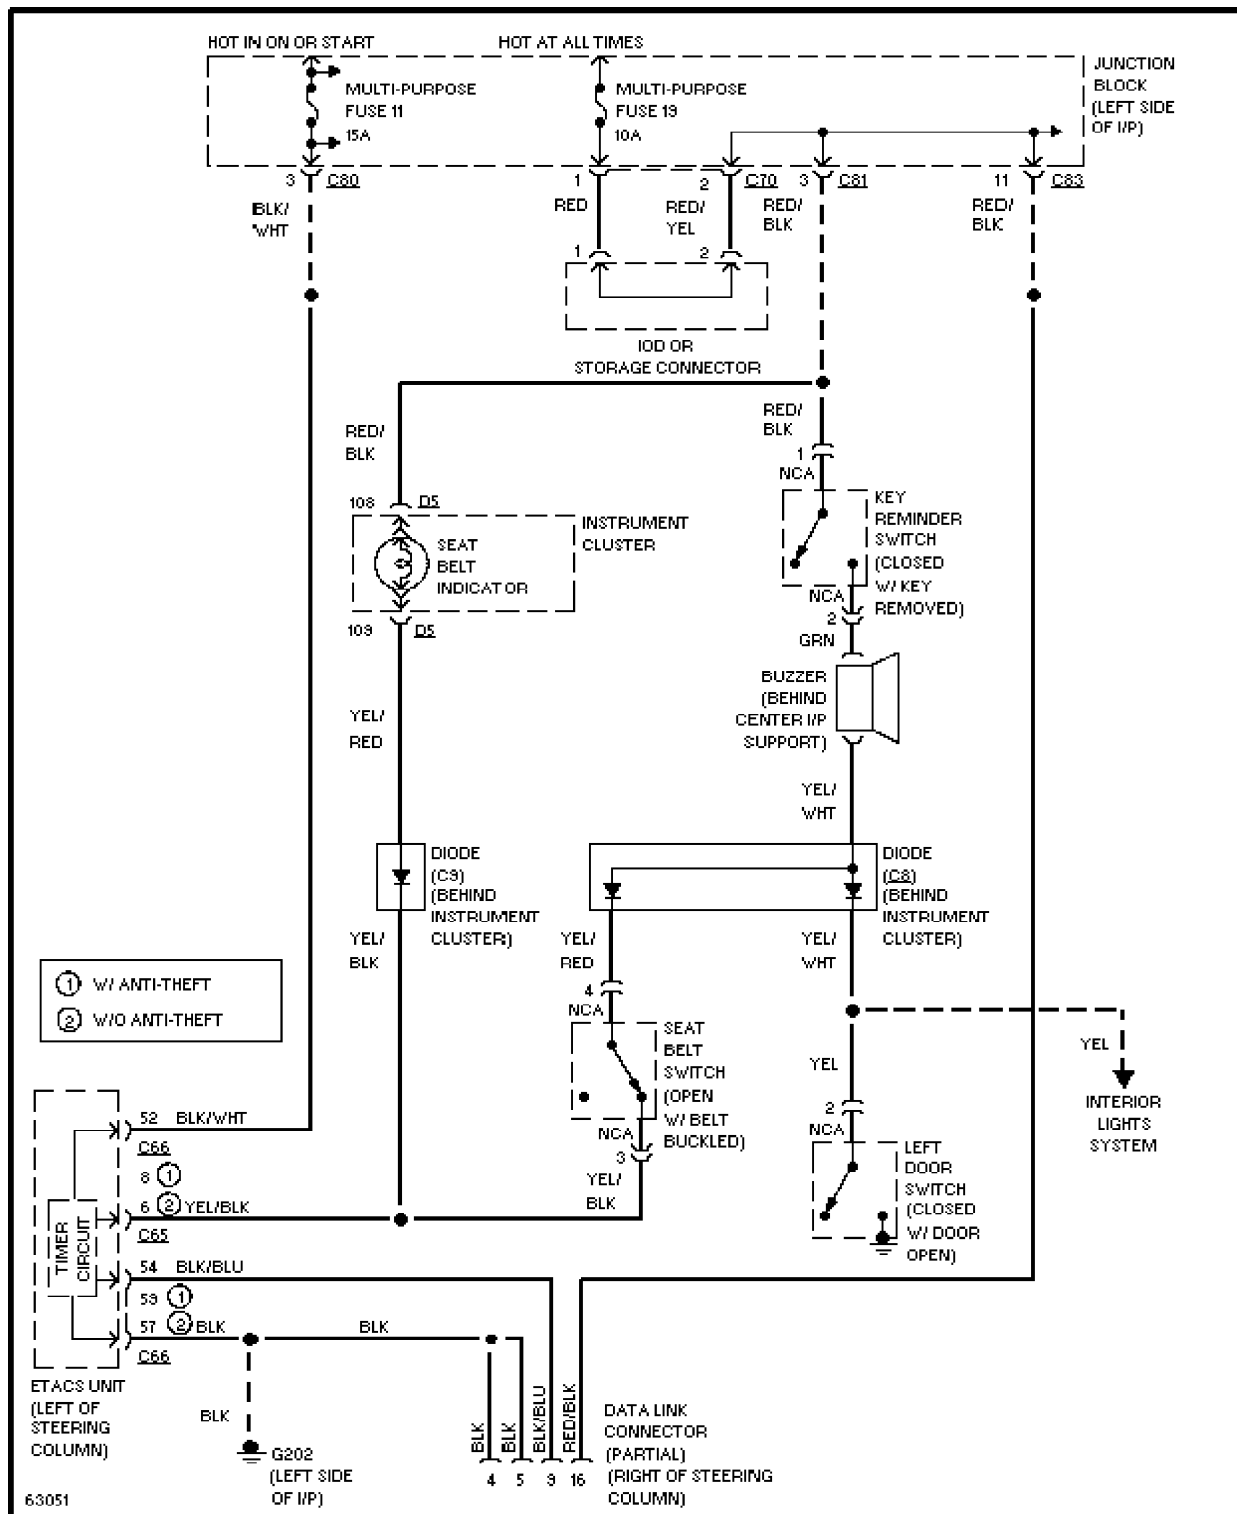 HOT IN ON OR START
HOT AT ALL TIMES
JUNCTION
BLOCK
(LEFT SIDE
OF I/P)
MULTI-PURPOSE
FUSE 11
15A
MULTI-PURPOSE
FUSE 19
10A
3 C80
1
2 C70
3 C81
11 C83
BLK/
WHT
RED
RED/
YEL
RED/
BLK
RED/
BLK
1
2
IOD OR
STORAGE CONNECTOR
RED/
BLK
RED/
BLK
1
NCA
108 D5
INSTRUMENT
CLUSTER
SEAT
BELT
INDICATOR
109 D5
KEY
REMINDER
SWITCH
(CLOSED
W/ KEY
REMOVED)
NCA
2
GRN
BUZZER
(BEHIND
CENTER I/P
SUPPORT)
YEL/
RED
YEL/
WHT
DIODE
(C9)
(BEHIND
INSTRUMENT
CLUSTER)
DIODE
(C8)
(BEHIND
INSTRUMENT
CLUSTER)
YEL/
BLK
YEL/
RED
YEL/
WHT
1 W/ ANTI-THEFT
2 W/O ANTI-THEFT
4
NCA
SEAT
BELT
SWITCH
(OPEN
W/ BELT
BUCKLED)
NCA
3
YEL/
BLK
YEL
YEL
INTERIOR
LIGHTS
SYSTEM
2
NCA
LEFT
DOOR
SWITCH
(CLOSED
W/ DOOR
OPEN)
52 BLK/WHT
C66
8 1
6 2 YEL/BLK
C65
TIMER
CIRCUIT
54 BLK/BLU
59 1
57 2 BLK
BLK
C66
ETACS UNIT
(LEFT OF
STEERING
COLUMN)
BLK
G202
(LEFT SIDE
OF I/P)
BLK
BLK
BLK/BLU
RED/BLK
4 5 9 16
DATA LINK
CONNECTOR
(PARTIAL)
(RIGHT OF STEERING
COLUMN)
63051